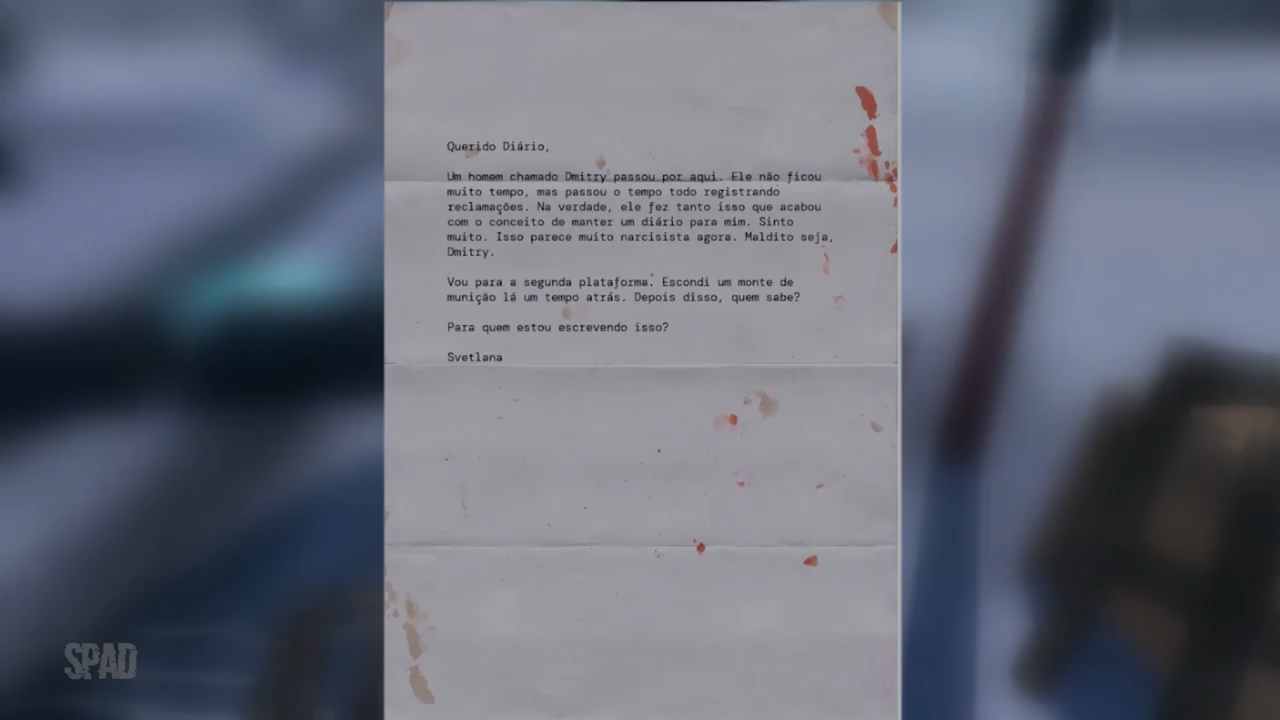 Querido Diário,
Um homem chamado Dmitry passou por aqui. Ele não ficou
muito tempo, mas passou o tempo todo registrando
reclamações. Na verdade, ele fez tanto isso que acabou
com o conceito de manter um diário para mim. Sinto
muito. Isso parece muito narcisista agora. Maldito seja,
Dmitry.
Vou para a segunda plataforma. Escondi um monte de
munição lá um tempo atrás. Depois disso, quem sabe?
Para quem estou escrevendo isso?
Svetlana
SPAD